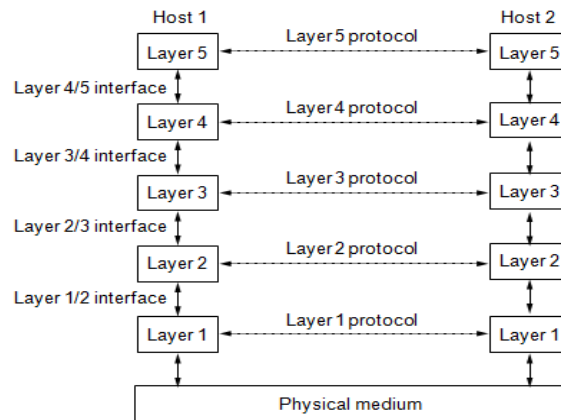 Host 1
Host 2
Layer 5
Layer 5 protocol
Layer 5
Layer 4/5 interface
Layer 4
Layer 4 protocol
Layer 4
Layer 3/4 interface
Layer 3
Layer 3 protocol
Layer 3
Layer 2/3 interface
Layer 2
Layer 2 protocol
Layer 2
Layer 1/2 interface
Layer 1
Layer 1 protocol
Layer 1
Physical medium